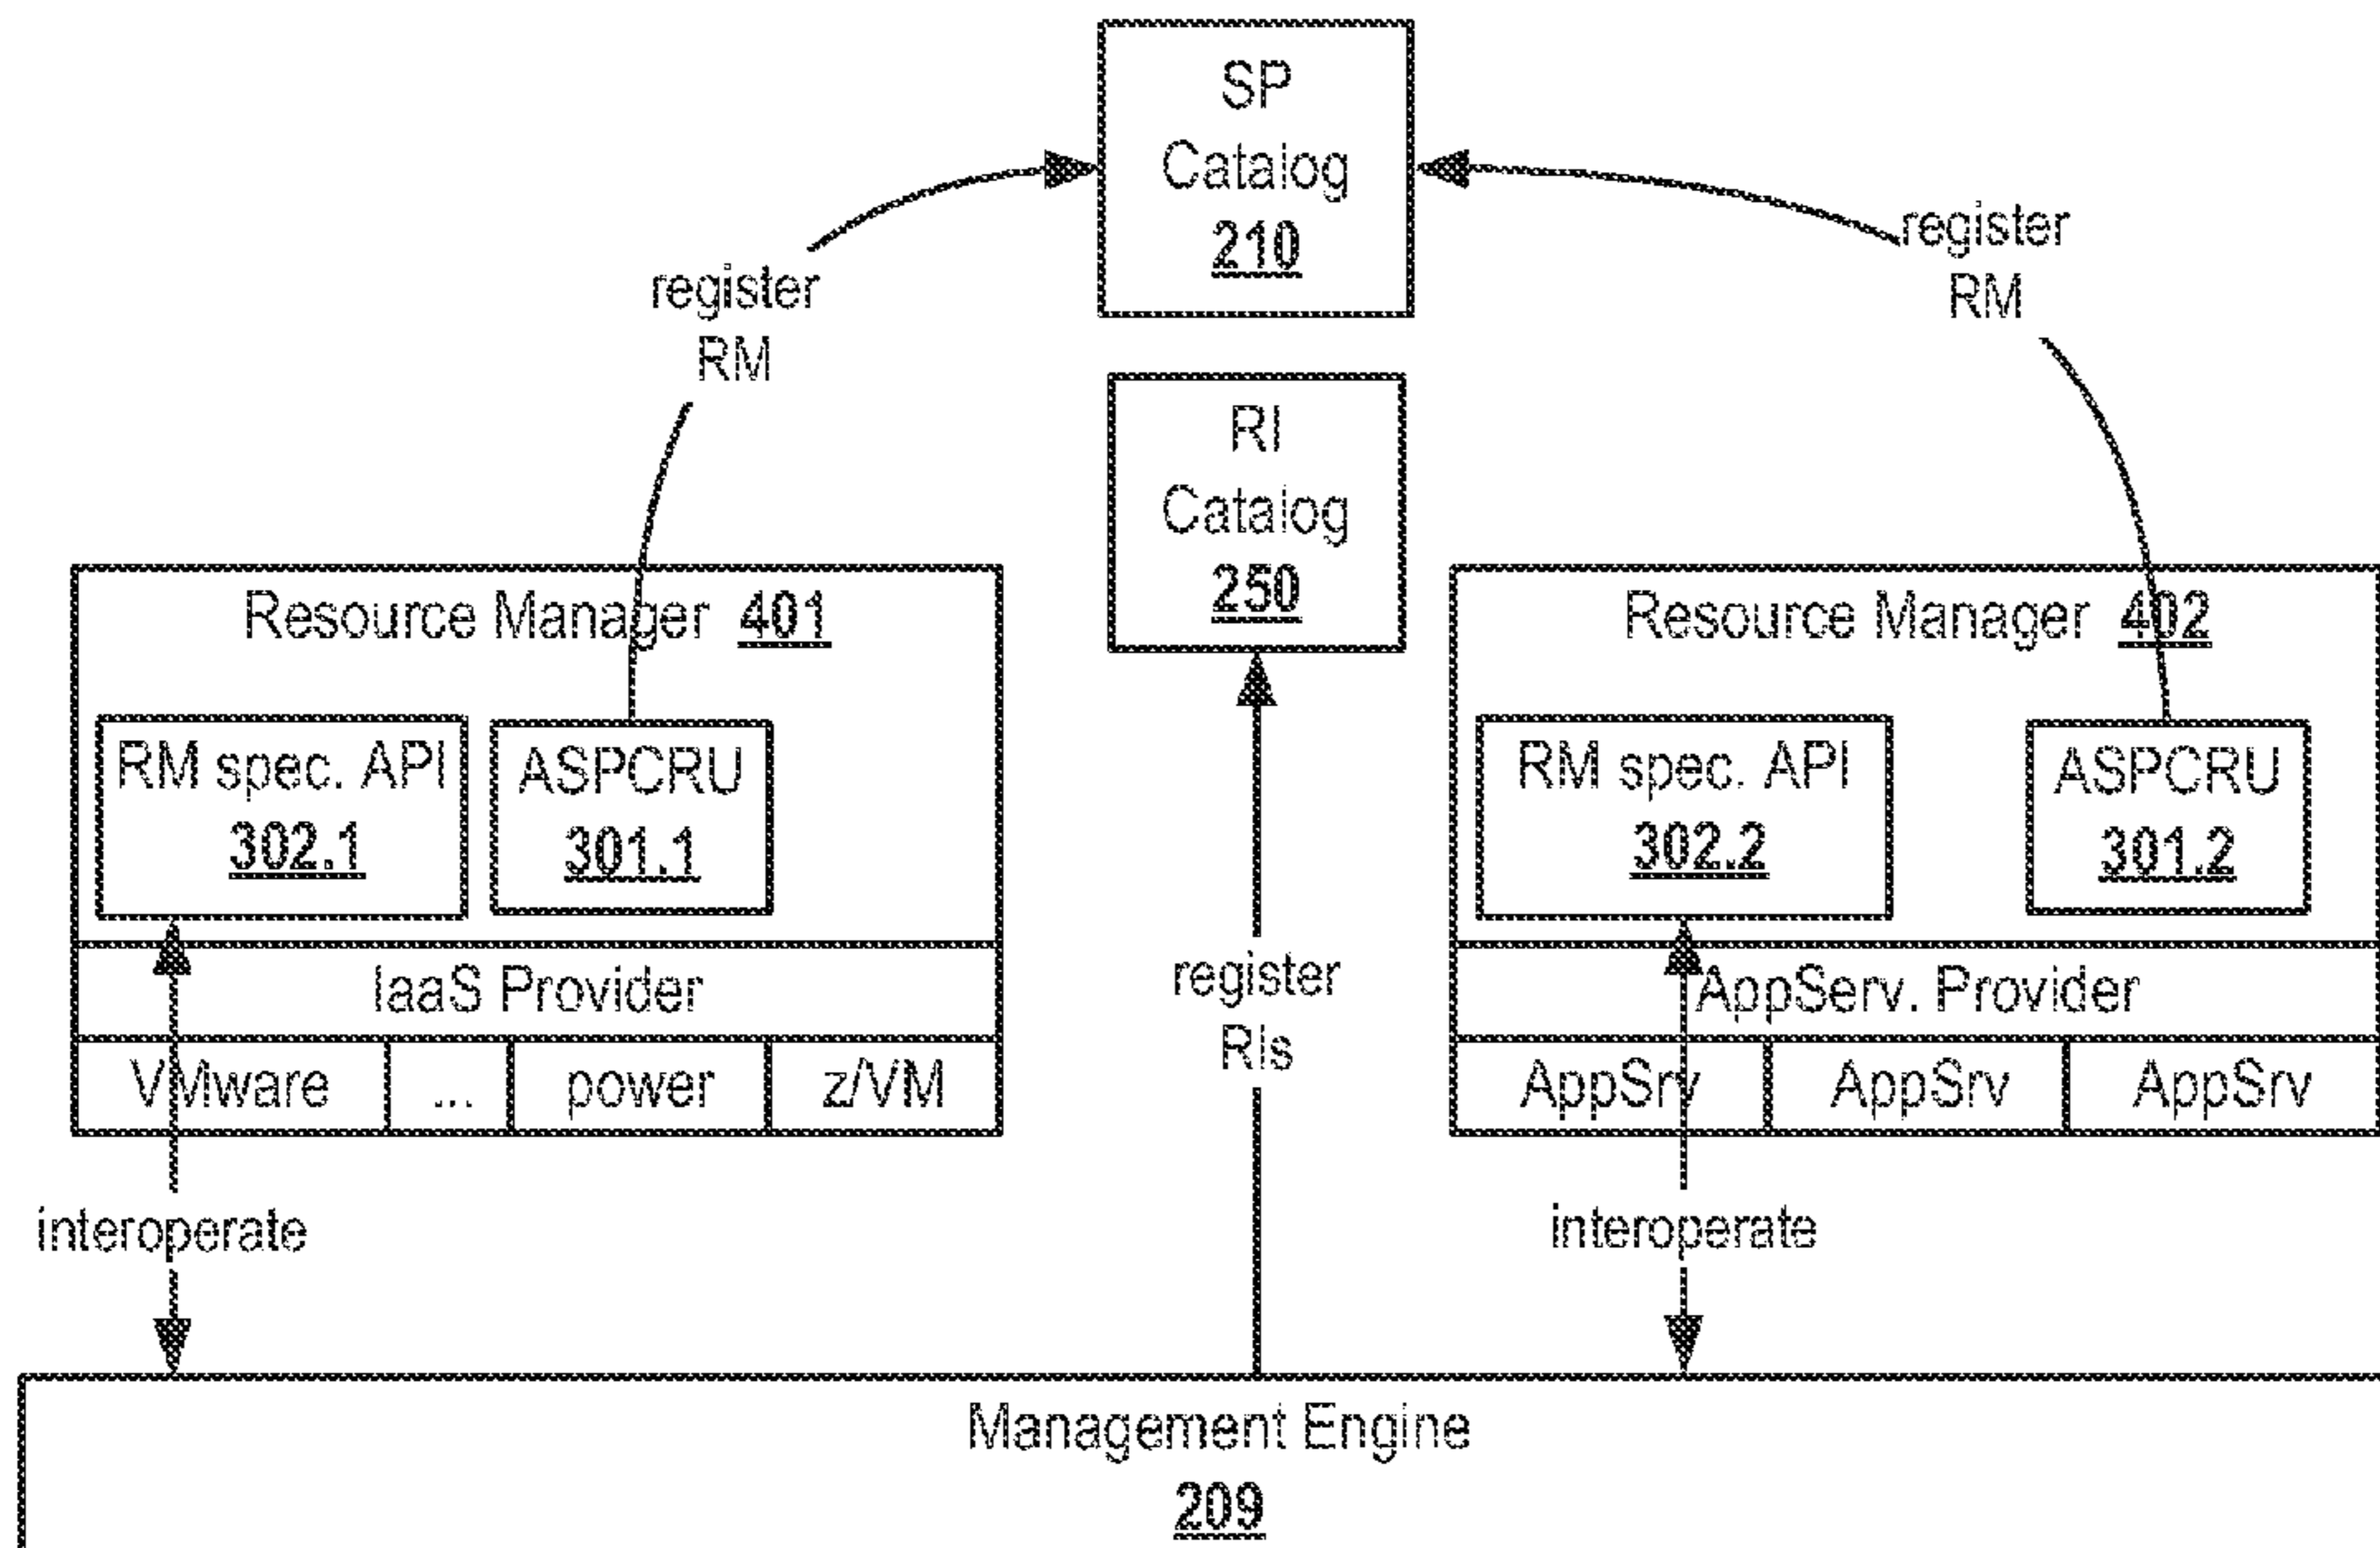 SP
Catalog
210
register
RM
register
RM
RI
Catalog
250
Resource Manager 401
RM spec. API
302.1
ASPCRU
301.1
IaaS Provider
VMware
...
power
z/VM
Resource Manager 402
RM spec. API
302.2
ASPCRU
301.2
AppServ. Provider
AppSrv
AppSrv
AppSrv
register
RIs
interoperate
interoperate
Management Engine
209